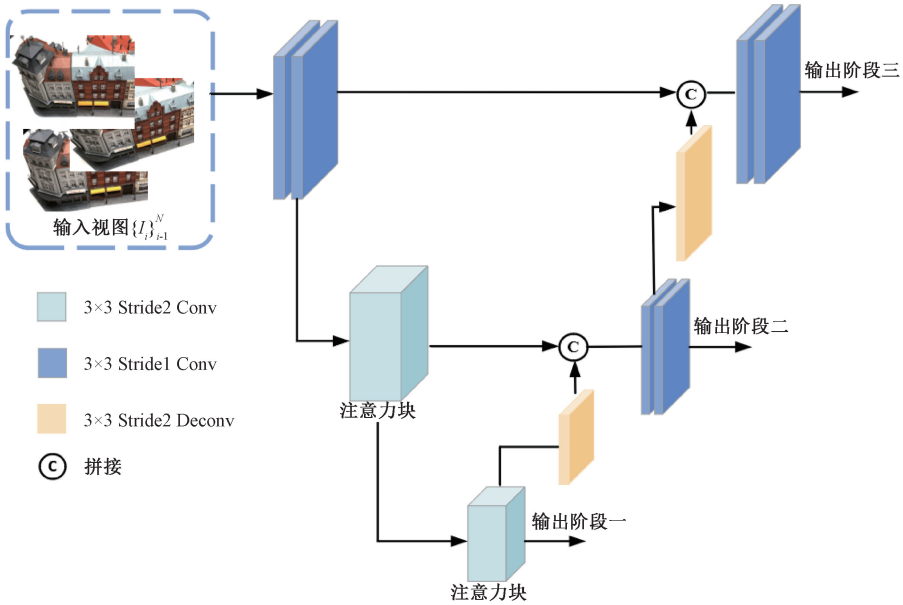 输入视图{I_i}_{i-1}^N
3×3 Stride2 Conv
3×3 Stride1 Conv
3×3 Stride2 Deconv
C 拼接
注意力块
注意力块
C
C
输出阶段一
输出阶段二
输出阶段三